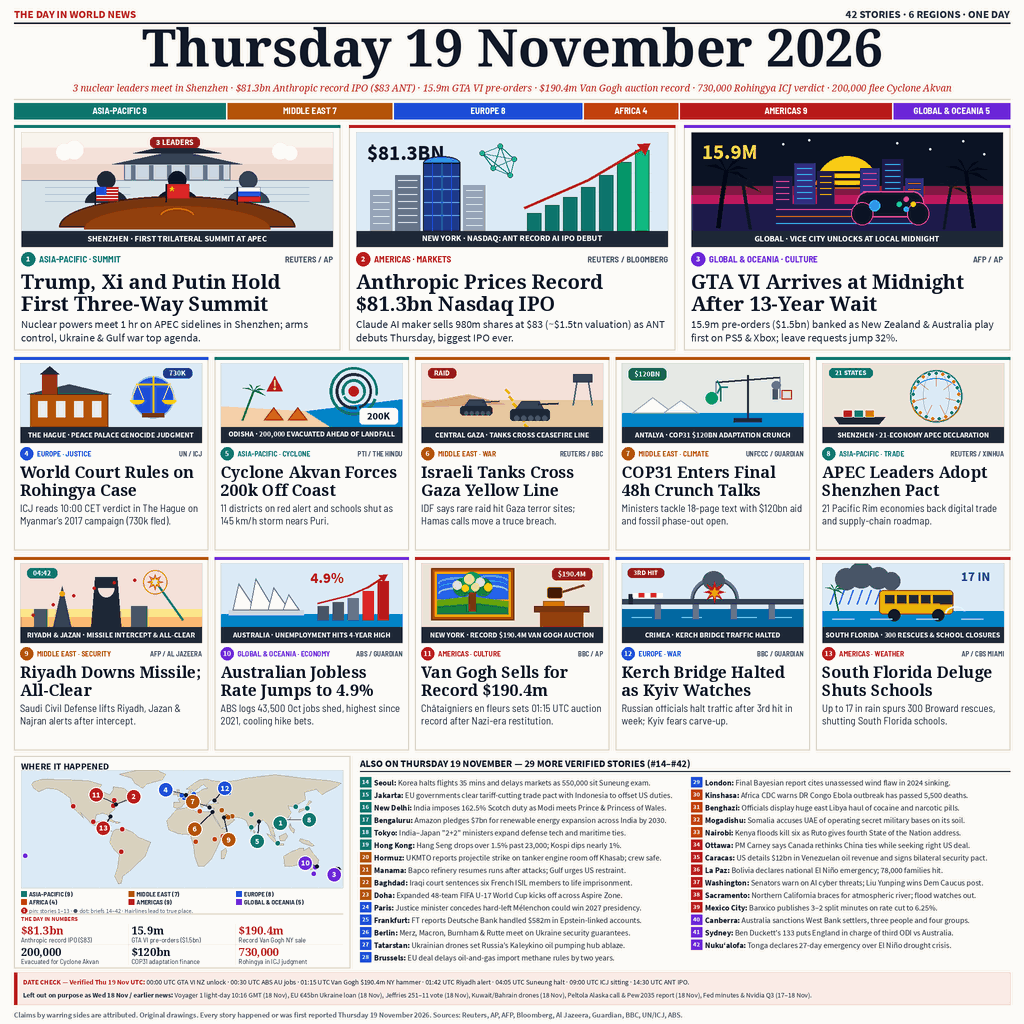 THE DAY IN WORLD NEWS
42 STORIES · 6 REGIONS · ONE DAY
Thursday 19 November 2026
3 nuclear leaders meet in Shenzhen · $81.3bn Anthropic record IPO ($83 ANT) · 15.9m GTA VI pre-orders · $190.4m Van Gogh auction record · 730,000 Rohingya ICJ verdict · 200,000 flee Cyclone Akvan
ASIA-PACIFIC 9
MIDDLE EAST 7
EUROPE 8
AFRICA 4
AMERICAS 9
GLOBAL & OCEANIA 5
3 LEADERS
SHENZHEN · FIRST TRILATERAL SUMMIT AT APEC
1 ASIA-PACIFIC · SUMMIT
REUTERS / AP
Trump, Xi and Putin Hold
First Three-Way Summit
Nuclear powers meet 1 hr on APEC sidelines in Shenzhen; arms
control, Ukraine & Gulf war top agenda.
$81.3BN
NEW YORK · NASDAQ: ANT RECORD AI IPO DEBUT
2 AMERICAS · MARKETS
REUTERS / BLOOMBERG
Anthropic Prices Record
$81.3bn Nasdaq IPO
Claude AI maker sells 980m shares at $83 (~$1.5tn valuation) as ANT
debuts Thursday, biggest IPO ever.
15.9M
GLOBAL · VICE CITY UNLOCKS AT LOCAL MIDNIGHT
3 GLOBAL & OCEANIA · CULTURE
AFP / AP
GTA VI Arrives at Midnight
After 13-Year Wait
15.9m pre-orders ($1.5bn) banked as New Zealand & Australia play
first on PS5 & Xbox; leave requests jump 32%.
730K
THE HAGUE · PEACE PALACE GENOCIDE JUDGMENT
4 EUROPE · JUSTICE
UN / ICJ
World Court Rules on
Rohingya Case
ICJ reads 10:00 CET verdict in The Hague on
Myanmar's 2017 campaign (730k fled).
200K
ODISHA · 200,000 EVACUATED AHEAD OF LANDFALL
5 ASIA-PACIFIC · CYCLONE
PTI / THE HINDU
Cyclone Akvan Forces
200k Off Coast
11 districts on red alert and schools shut as
145 km/h storm nears Puri.
RAID
CENTRAL GAZA · TANKS CROSS CEASEFIRE LINE
6 MIDDLE EAST · WAR
REUTERS / BBC
Israeli Tanks Cross
Gaza Yellow Line
IDF says rare raid hit Gaza terror sites;
Hamas calls move a truce breach.
$120BN
ANTALYA · COP31 $120BN ADAPTATION CRUNCH
7 MIDDLE EAST · CLIMATE
UNFCCC / GUARDIAN
COP31 Enters Final
48h Crunch Talks
Ministers tackle 18-page text with $120bn aid
and fossil phase-out open.
21 STATES
SHENZHEN · 21-ECONOMY APEC DECLARATION
8 ASIA-PACIFIC · TRADE
REUTERS / XINHUA
APEC Leaders Adopt
Shenzhen Pact
21 Pacific Rim economies back digital trade
and supply-chain roadmap.
04:42
RIYADH & JAZAN · MISSILE INTERCEPT & ALL-CLEAR
9 MIDDLE EAST · SECURITY
AFP / AL JAZEERA
Riyadh Downs Missile;
All-Clear
Saudi Civil Defense lifts Riyadh, Jazan &
Najran alerts after intercept.
4.9%
AUSTRALIA · UNEMPLOYMENT HITS 4-YEAR HIGH
10 GLOBAL & OCEANIA · ECONOMY
ABS / GUARDIAN
Australian Jobless
Rate Jumps to 4.9%
ABS logs 43,500 Oct jobs shed, highest since
2021, cooling hike bets.
$190.4M
NEW YORK · RECORD $190.4M VAN GOGH AUCTION
11 AMERICAS · CULTURE
BBC / AP
Van Gogh Sells for
Record $190.4m
Châtaigniers en fleurs sets 01:15 UTC auction
record after Nazi-era restitution.
3RD HIT
CRIMEA · KERCH BRIDGE TRAFFIC HALTED
12 EUROPE · WAR
BBC / GUARDIAN
Kerch Bridge Halted
as Kyiv Watches
Russian officials halt traffic after 3rd hit in
week; Kyiv fears carve-up.
17 IN
SOUTH FLORIDA · 300 RESCUES & SCHOOL CLOSURES
13 AMERICAS · WEATHER
AP / CBS MIAMI
South Florida Deluge
Shuts Schools
Up to 17 in rain spurs 300 Broward rescues,
shutting South Florida schools.
WHERE IT HAPPENED
11
2
13
4
12
7
6
9
5
1
8
10
3
ASIA-PACIFIC (9)
MIDDLE EAST (7)
EUROPE (8)
AFRICA (4)
AMERICAS (9)
GLOBAL & OCEANIA (5)
pin: stories 1–13 · dot: briefs 14–42 · Hairlines lead to true place.
THE DAY IN NUMBERS
$81.3bn
Anthropic record IPO ($83)
15.9m
GTA VI pre-orders ($1.5bn)
$190.4m
Record Van Gogh NY sale
200,000
Evacuated for Cyclone Akvan
$120bn
COP31 adaptation finance
730,000
Rohingya in ICJ judgment
ALSO ON THURSDAY 19 NOVEMBER — 29 MORE VERIFIED STORIES (#14–#42)
14 Seoul: Korea halts flights 35 mins and delays markets as 550,000 sit Suneung exam.
15 Jakarta: EU governments clear tariff-cutting trade pact with Indonesia to offset US duties.
16 New Delhi: India imposes 162.5% Scotch duty as Modi meets Prince & Princess of Wales.
17 Bengaluru: Amazon pledges $7bn for renewable energy expansion across India by 2030.
18 Tokyo: India–Japan "2+2" ministers expand defense tech and maritime ties.
19 Hong Kong: Hang Seng drops over 1.5% past 23,000; Kospi dips nearly 1%.
20 Hormuz: UKMTO reports projectile strike on tanker engine room off Khasab; crew safe.
21 Manama: Bapco refinery resumes runs after attacks; Gulf urges US restraint.
22 Baghdad: Iraqi court sentences six French ISIL members to life imprisonment.
23 Doha: Expanded 48-team FIFA U-17 World Cup kicks off across Aspire Zone.
24 Paris: Justice minister concedes hard-left Mélenchon could win 2027 presidency.
25 Frankfurt: FT reports Deutsche Bank handled $582m in Epstein-linked accounts.
26 Berlin: Merz, Macron, Burnham & Rutte meet on Ukraine security guarantees.
27 Tatarstan: Ukrainian drones set Russia's Kaleykino oil pumping hub ablaze.
28 Brussels: EU deal delays oil-and-gas import methane rules by two years.
29 London: Final Bayesian report cites unassessed wind flaw in 2024 sinking.
30 Kinshasa: Africa CDC warns DR Congo Ebola outbreak has passed 5,500 deaths.
31 Benghazi: Officials display huge east Libya haul of cocaine and narcotic pills.
32 Mogadishu: Somalia accuses UAE of operating secret military bases on its soil.
33 Nairobi: Kenya floods kill six as Ruto gives fourth State of the Nation address.
34 Ottawa: PM Carney says Canada rethinks China ties while seeking right US deal.
35 Caracas: US details $12bn in Venezuelan oil revenue and signs bilateral security pact.
36 La Paz: Bolivia declares national El Niño emergency; 78,000 families hit.
37 Washington: Senators warn on AI cyber threats; Liu Yunping wins Dem Caucus post.
38 Sacramento: Northern California braces for atmospheric river; flood watches out.
39 Mexico City: Banxico publishes 3–2 split minutes on rate cut to 6.25%.
40 Canberra: Australia sanctions West Bank settlers, three people and four groups.
41 Sydney: Ben Duckett's 133 puts England in charge of third ODI vs Australia.
42 Nuku'alofa: Tonga declares 27-day emergency over El Niño drought crisis.
DATE CHECK — Verified Thu 19 Nov UTC: 00:00 UTC GTA VI NZ unlock · 00:30 UTC ABS AU jobs · 01:15 UTC Van Gogh $190.4m NY hammer · 01:42 UTC Riyadh alert · 04:05 UTC Suneung halt · 09:00 UTC ICJ sitting · 14:30 UTC ANT IPO.
Left out on purpose as Wed 18 Nov / earlier news: Voyager 1 light-day 10:16 GMT (18 Nov), EU €45bn Ukraine loan (18 Nov), Jeffries 251–11 vote (18 Nov), Kuwait/Bahrain drones (18 Nov), Peltola Alaska call & Pew 2035 report (18 Nov), Fed minutes & Nvidia Q3 (17–18 Nov).
Claims by warring sides are attributed. Original drawings. Every story happened or was first reported Thursday 19 November 2026. Sources: Reuters, AP, AFP, Bloomberg, Al Jazeera, Guardian, BBC, UN/ICJ, ABS.